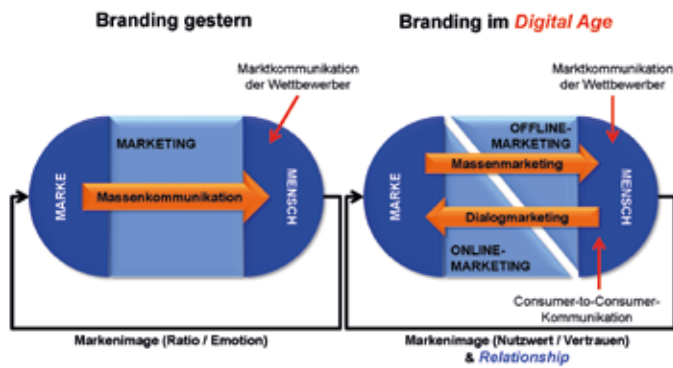 Branding gestern
Marktkommunikation
der Wettbewerber
MARKETING
MARKE
Massenkommunikation
MENSCH
Markenimage (Ratio / Emotion)
Branding im Digital Age
Marktkommunikation
der Wettbewerber
OFFLINE-
MARKETING
Massenmarketing
MARKE
MENSCH
Dialogmarketing
ONLINE-
MARKETING
Consumer-to-Consumer-
Kommunikation
Markenimage (Nutzwert / Vertrauen)
& Relationship